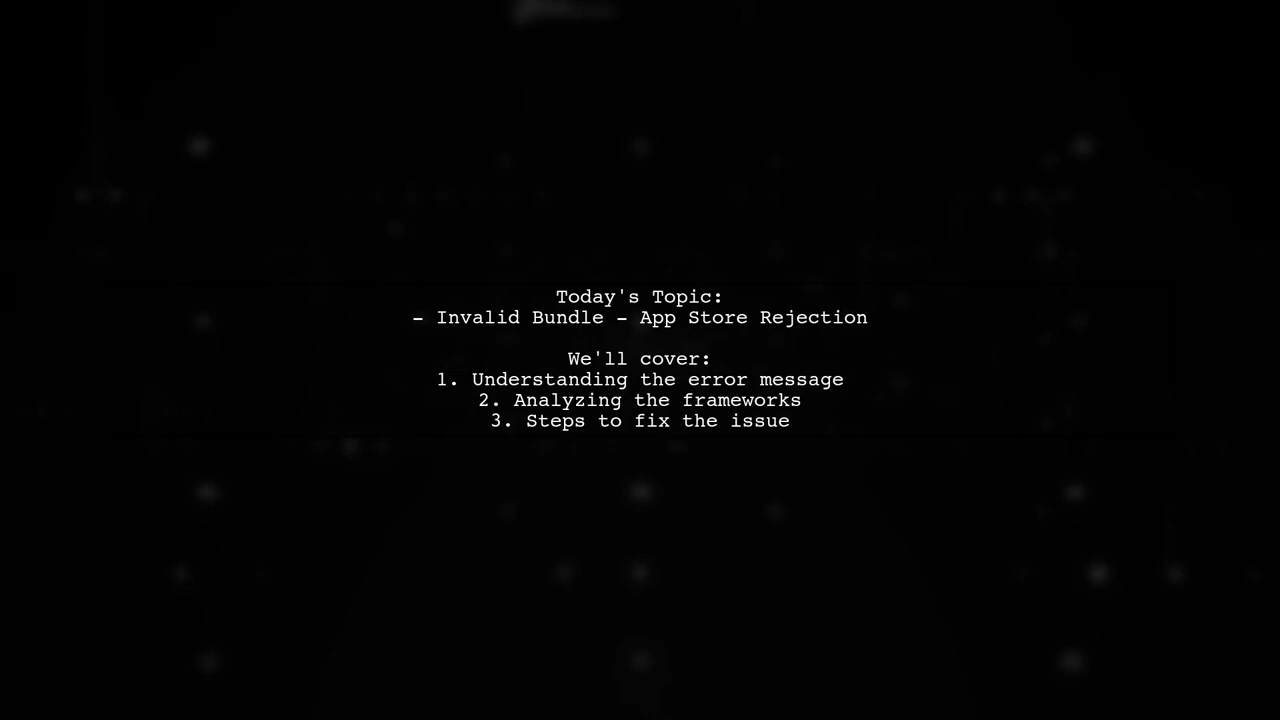 Today's Topic:
- Invalid Bundle - App Store Rejection
We'll cover:
1. Understanding the error message
2. Analyzing the frameworks
3. Steps to fix the issue